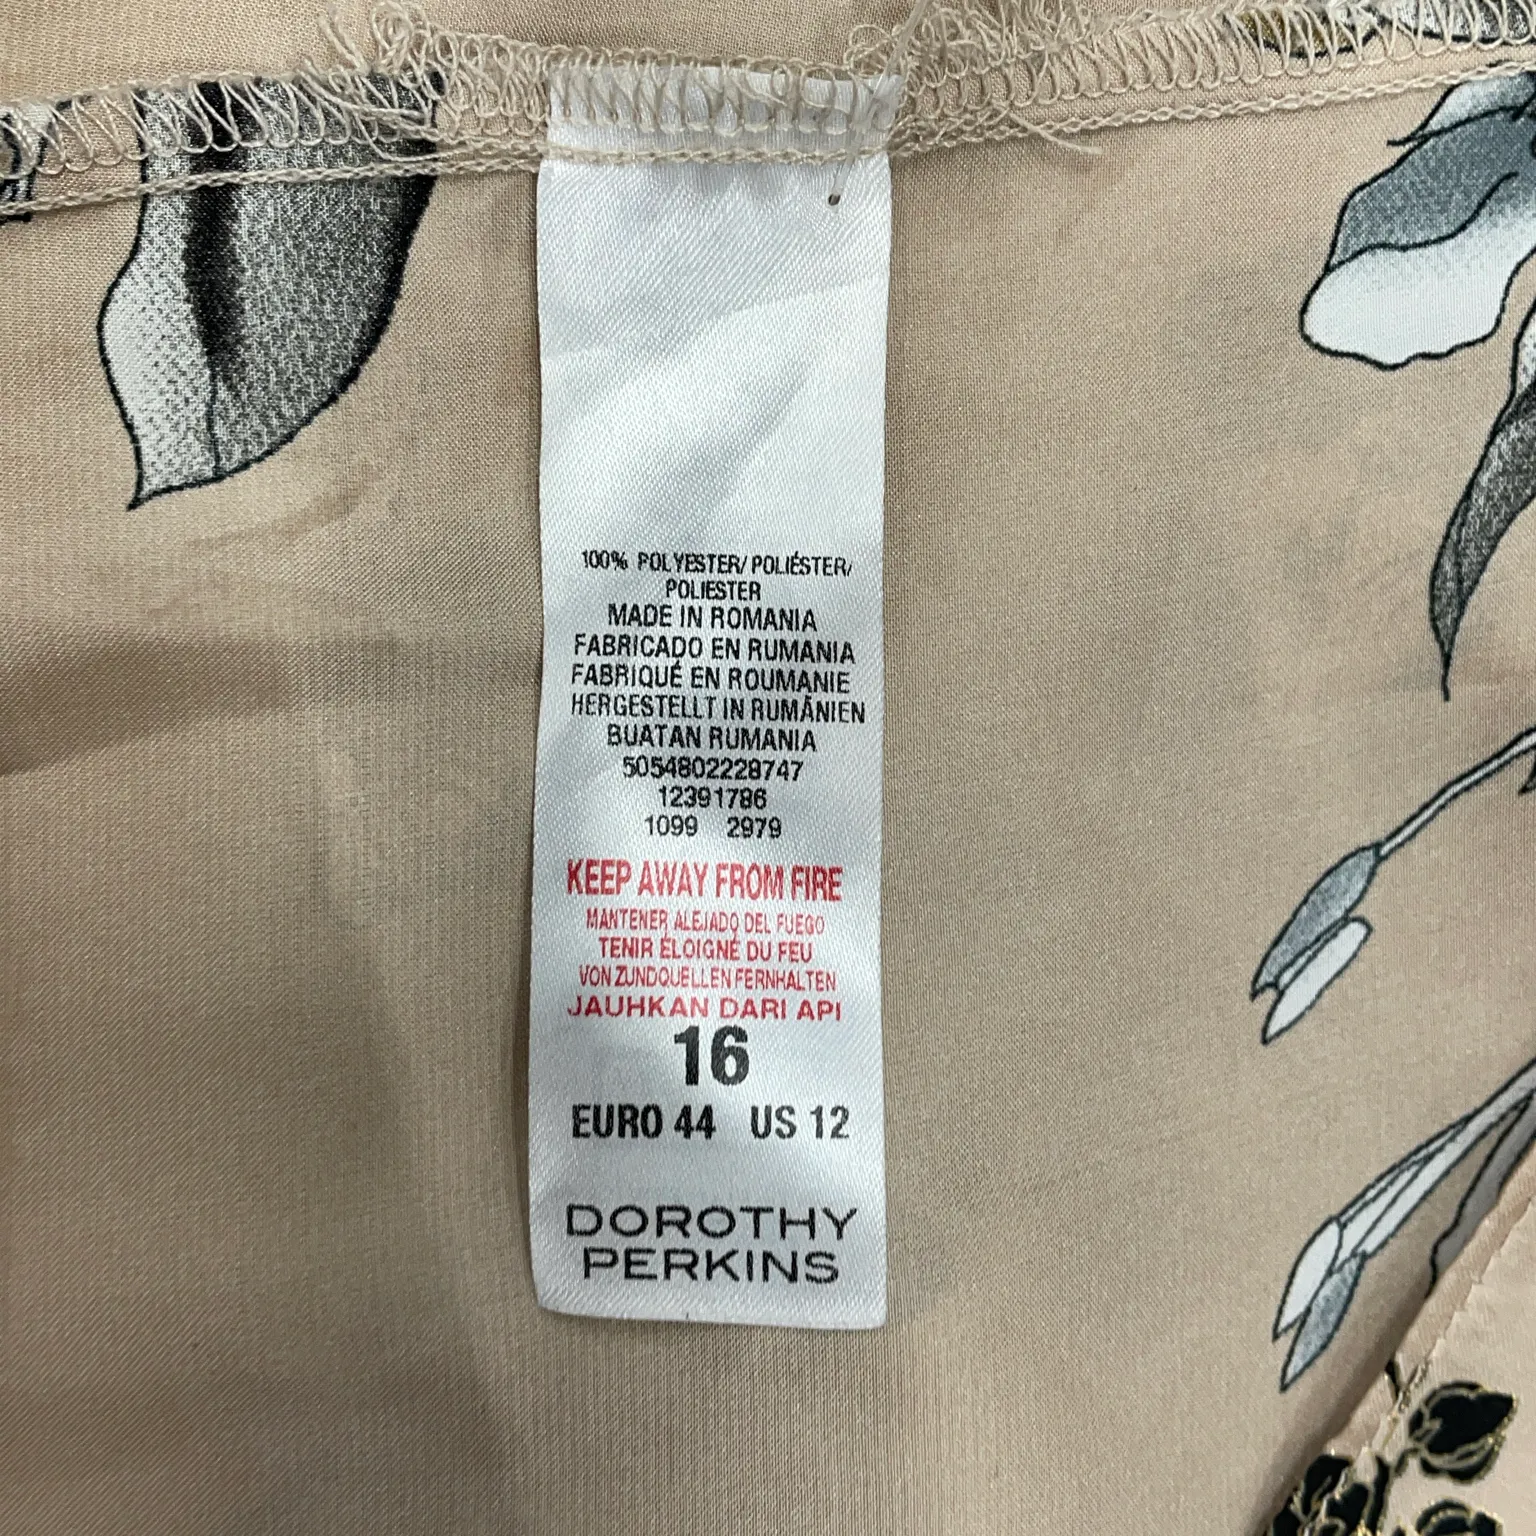 100% POLYESTER/ POLIÉSTER/
POLIESTER
MADE IN ROMANIA
FABRICADO EN RUMANIA
FABRIQUÉ EN ROUMANIE
HERGESTELLT IN RUMÄNIEN
BUATAN RUMANIA
5054802228747
12391786
1099 2979
KEEP AWAY FROM FIRE
MANTENER ALEJADO DEL FUEGO
TENIR ÉLOIGNÉ DU FEU
VON ZUNDQUELLEN FERNHALTEN
JAUHKAN DARI API
16
EURO 44 US 12
DOROTHY
PERKINS